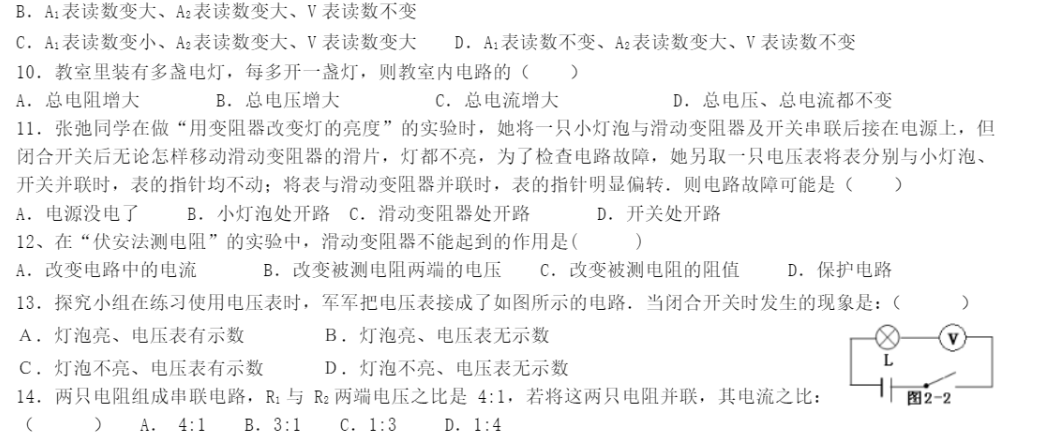 B. A₁表读数变大、A₂表读数变大、V 表读数不变
C. A₁表读数变小、A₂表读数变大、V 表读数变大 D. A₁表读数不变、A₂表读数变大、V 表读数不变
10. 教室里装有多盏电灯，每多开一盏灯，则教室内电路的（ ）
A. 总电阻增大 B. 总电压增大 C. 总电流增大 D. 总电压、总电流都不变
11. 张弛同学在做“用变阻器改变灯的亮度”的实验时，她将一只小灯泡与滑动变阻器及开关串联后接在电源上，但
闭合开关后无论怎样移动滑动变阻器的滑片，灯都不亮，为了检查电路故障，她另取一只电压表将表分别与小灯泡、
开关并联时，表的指针均不动；将表与滑动变阻器并联时，表的指针明显偏转．则电路故障可能是（ ）
A. 电源没电了 B. 小灯泡处开路 C. 滑动变阻器处开路 D. 开关处开路
12、在“伏安法测电阻”的实验中，滑动变阻器不能起到的作用是( )
A. 改变电路中的电流 B. 改变被测电阻两端的电压 C. 改变被测电阻的阻值 D. 保护电路
13. 探究小组在练习使用电压表时，军军把电压表接成了如图所示的电路．当闭合开关时发生的现象是:（ ）
A．灯泡亮、电压表有示数 B．灯泡亮、电压表无示数
C．灯泡不亮、电压表有示数 D．灯泡不亮、电压表无示数
V
L
图2-2
14. 两只电阻组成串联电路，R₁ 与 R₂ 两端电压之比是 4:1，若将这两只电阻并联，其电流之比：
（ ） A. 4:1 B. 3:1 C. 1:3 D. 1:4